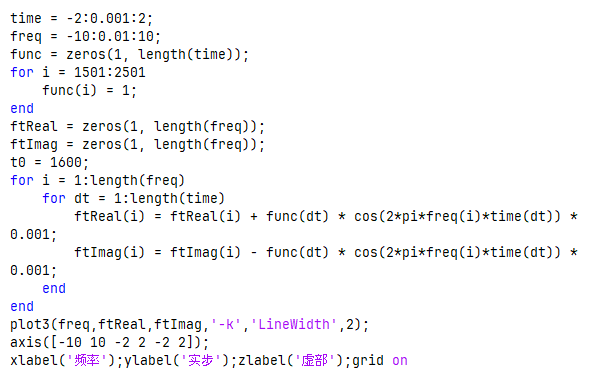 time = -2:0.001:2;
freq = -10:0.01:10;
func = zeros(1, length(time));
for i = 1501:2501
    func(i) = 1;
end
ftReal = zeros(1, length(freq));
ftImag = zeros(1, length(freq));
t0 = 1600;
for i = 1:length(freq)
    for dt = 1:length(time)
        ftReal(i) = ftReal(i) + func(dt) * cos(2*pi*freq(i)*time(dt)) *
0.001;
        ftImag(i) = ftImag(i) - func(dt) * cos(2*pi*freq(i)*time(dt)) *
0.001;
    end
end
plot3(freq,ftReal,ftImag,'-k','LineWidth',2);
axis([-10 10 -2 2 -2 2]);
xlabel('频率');ylabel('实步');zlabel('虚部');grid on